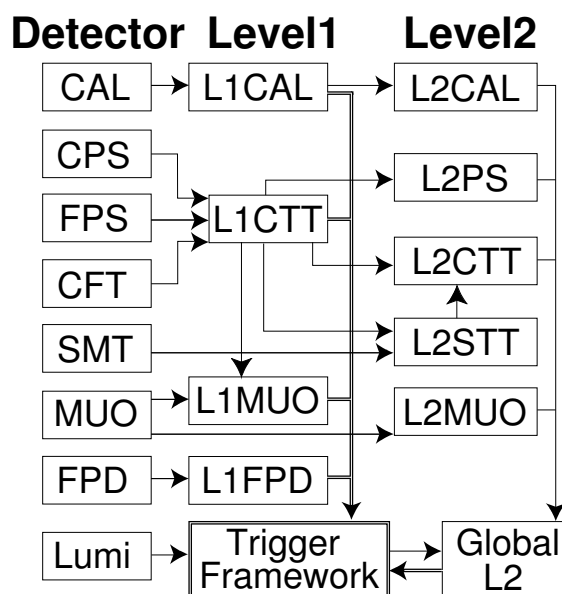 Detector Level1 Level2
CAL L1CAL L2CAL
CPS
L2PS
FPS L1CTT
L2CTT
CFT
SMT L2STT
MUO L1MUO L2MUO
FPD L1FPD
Lumi Trigger Global
Framework L2